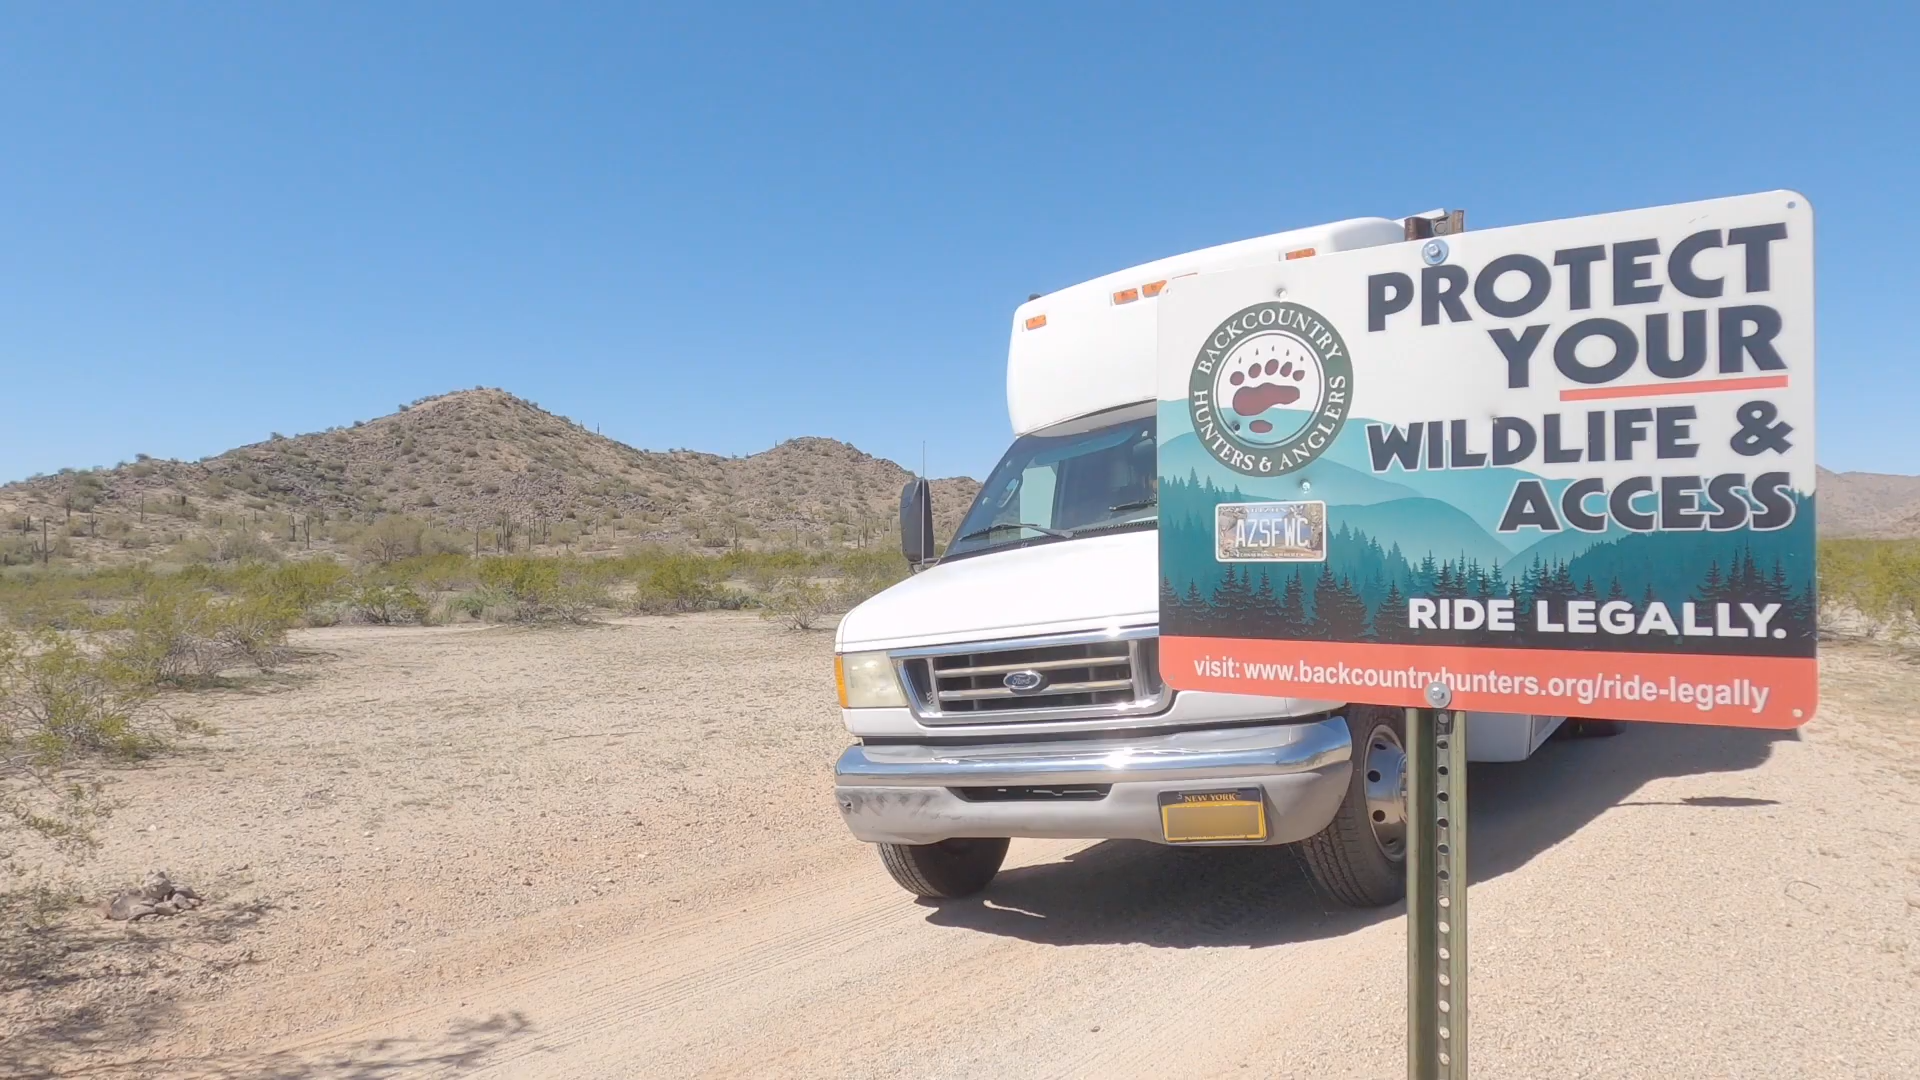 PROTECT
YOUR
WILDLIFE &
ACCESS
BACKCOUNTRY
HUNTERS & ANGLERS
AZSFWC
RIDE LEGALLY.
visit: www.backcountryhunters.org/ride-legally
Ford
NEW YORK